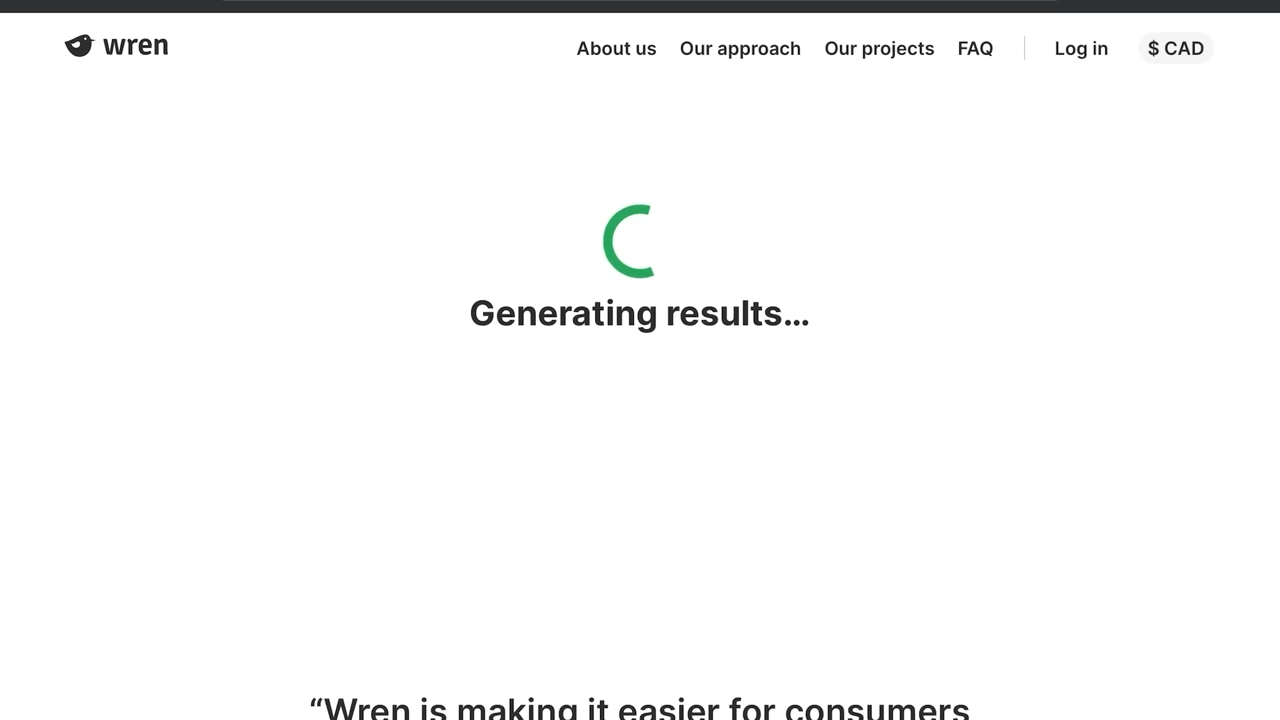 wren
About us Our approach Our projects FAQ Log in $ CAD
Generating results...
“Wren is making it easier for consumers